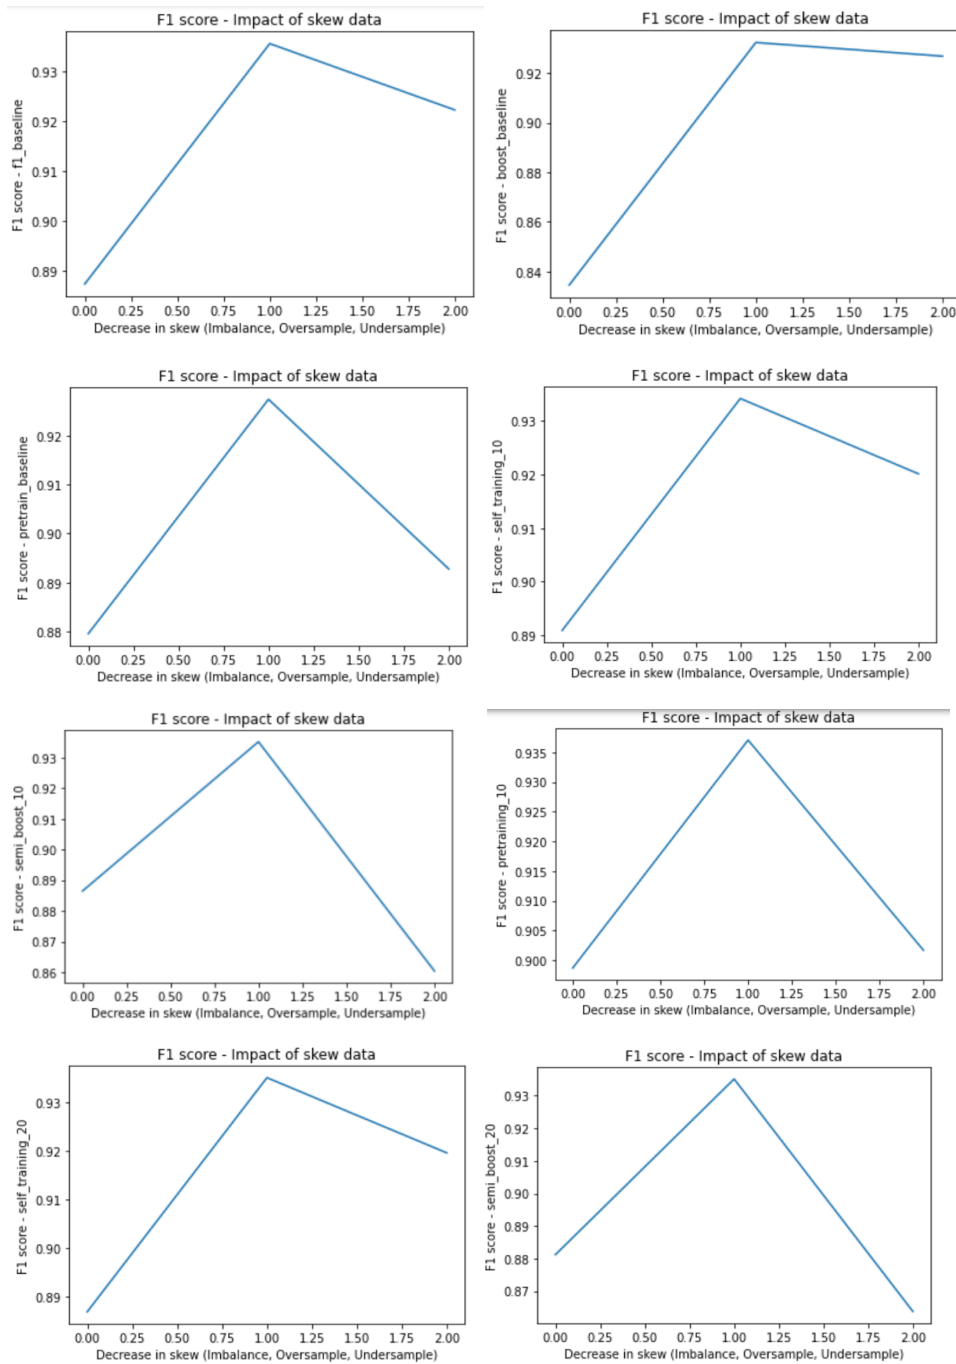 F1 score - Impact of skew data
F1 score - f1_baseline
0.93
0.92
0.91
0.90
0.89
0.00 0.25 0.50 0.75 1.00 1.25 1.50 1.75 2.00
Decrease in skew (Imbalance, Oversample, Undersample)
F1 score - Impact of skew data
F1 score - boost_baseline
0.92
0.90
0.88
0.86
0.84
0.00 0.25 0.50 0.75 1.00 1.25 1.50 1.75 2.00
Decrease in skew (Imbalance, Oversample, Undersample)
F1 score - Impact of skew data
F1 score - pretrain_baseline
0.92
0.91
0.90
0.89
0.88
0.00 0.25 0.50 0.75 1.00 1.25 1.50 1.75 2.00
Decrease in skew (Imbalance, Oversample, Undersample)
F1 score - Impact of skew data
F1 score - self_training_10
0.93
0.92
0.91
0.90
0.89
0.00 0.25 0.50 0.75 1.00 1.25 1.50 1.75 2.00
Decrease in skew (Imbalance, Oversample, Undersample)
F1 score - Impact of skew data
F1 score - semi_boost_10
0.93
0.92
0.91
0.90
0.89
0.88
0.87
0.86
0.00 0.25 0.50 0.75 1.00 1.25 1.50 1.75 2.00
Decrease in skew (Imbalance, Oversample, Undersample)
F1 score - Impact of skew data
F1 score - pretraining_10
0.935
0.930
0.925
0.920
0.915
0.910
0.905
0.900
0.00 0.25 0.50 0.75 1.00 1.25 1.50 1.75 2.00
Decrease in skew (Imbalance, Oversample, Undersample)
F1 score - Impact of skew data
F1 score - self_training_20
0.93
0.92
0.91
0.90
0.89
0.00 0.25 0.50 0.75 1.00 1.25 1.50 1.75 2.00
Decrease in skew (Imbalance, Oversample, Undersample)
F1 score - Impact of skew data
F1 score - semi_boost_20
0.93
0.92
0.91
0.90
0.89
0.88
0.87
0.00 0.25 0.50 0.75 1.00 1.25 1.50 1.75 2.00
Decrease in skew (Imbalance, Oversample, Undersample)